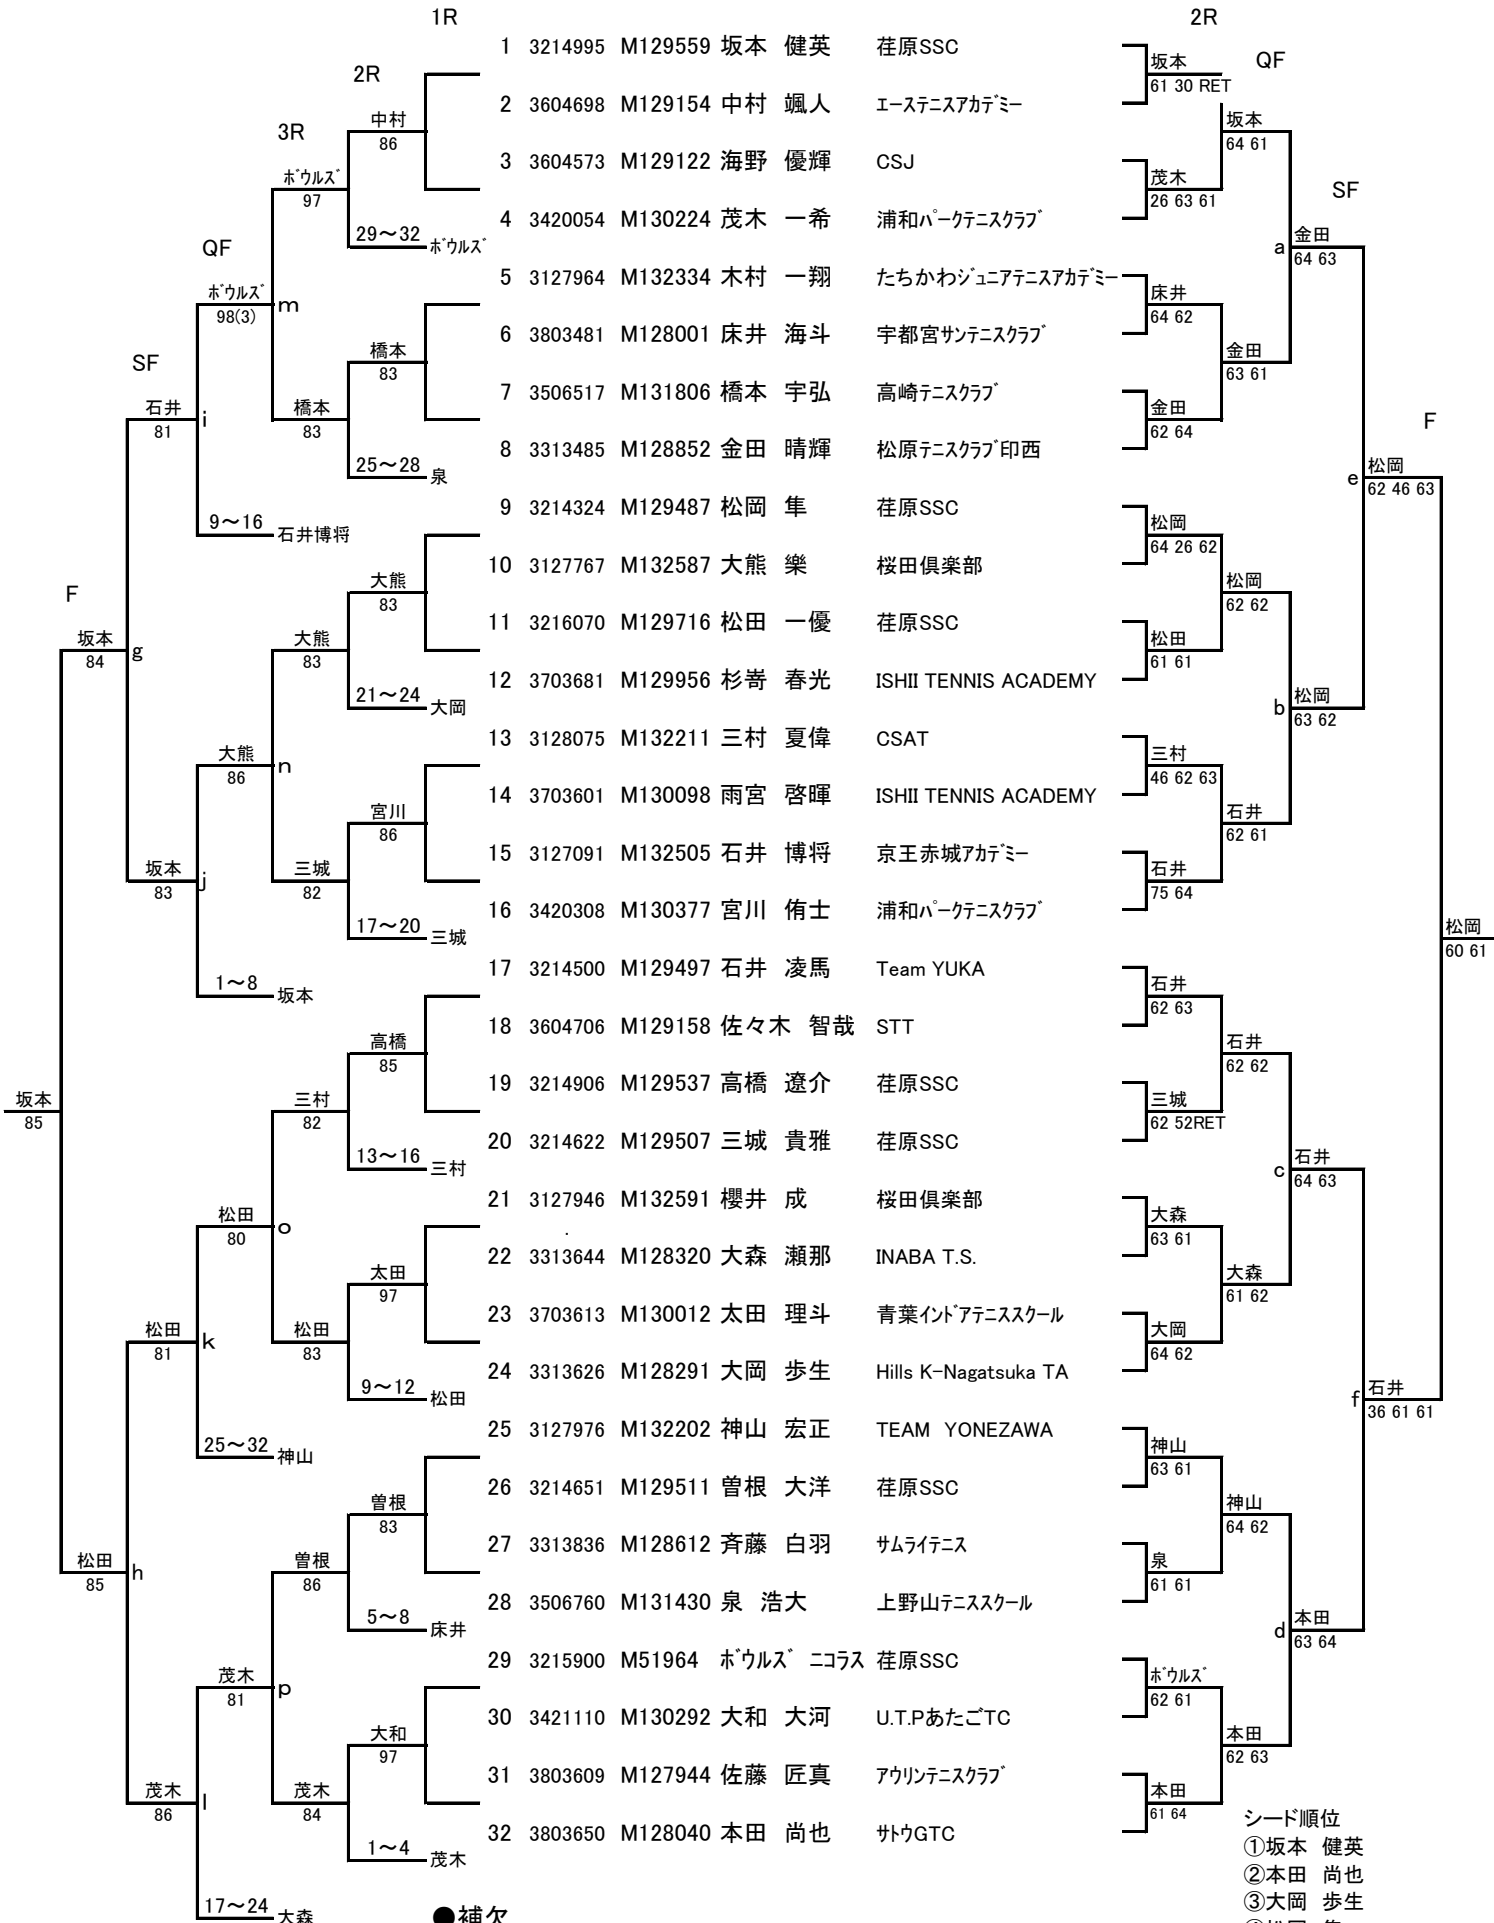 1R
2R
1 3214995 M129559 坂本 健英 荏原SSC
坂本
QF
2R
61 30 RET
2 3604698 M129154 中村 颯人 エーステニスアカデミー
中村
坂本
3R
86
64 61
3 3604573 M129122 海野 優輝 CSJ
ボウルズ
茂木
SF
97
26 63 61
4 3420054 M130224 茂木 一希 浦和パークテニスクラブ
29～32 ボウルズ
金田
QF
a
64 63
5 3127964 M132334 木村 一翔 たちかわジュニアテニスアカデミー
ボウルズ
m
床井
98(3)
64 62
6 3803481 M128001 床井 海斗 宇都宮サンテニスクラブ
橋本
金田
SF
83
63 61
7 3506517 M131806 橋本 宇弘 高崎テニスクラブ
石井
橋本
金田
i
F
81
83
62 64
8 3313485 M128852 金田 晴輝 松原テニスクラブ印西
25～28 泉
松岡
e
62 46 63
9 3214324 M129487 松岡 隼 荏原SSC
9～16 石井博将
松岡
64 26 62
10 3127767 M132587 大熊 樂 桜田倶楽部
大熊
松岡
F
83
62 62
11 3216070 M129716 松田 一優 荏原SSC
坂本
大熊
松田
g
84
83
61 61
12 3703681 M129956 杉嵜 春光 ISHII TENNIS ACADEMY
21～24 大岡
松岡
b
63 62
13 3128075 M132211 三村 夏偉 CSAT
大熊
n
三村
86
46 62 63
14 3703601 M130098 雨宮 啓暉 ISHII TENNIS ACADEMY
宮川
石井
86
62 61
15 3127091 M132505 石井 博将 京王赤城アカデミー
坂本
j
三城
石井
83
82
75 64
16 3420308 M130377 宮川 侑士 浦和パークテニスクラブ
17～20 三城
松岡
60 61
17 3214500 M129497 石井 凌馬 Team YUKA
1～8 坂本
石井
62 63
18 3604706 M129158 佐々木 智哉 STT
高橋
石井
85
62 62
19 3214906 M129537 高橋 遼介 荏原SSC
坂本
三村
三城
85
82
62 52RET
20 3214622 M129507 三城 貴雅 荏原SSC
13～16 三村
石井
c
64 63
21 3127946 M132591 櫻井 成 桜田倶楽部
松田
o
大森
80
63 61
22 3313644 M128320 大森 瀬那 INABA T.S.
太田
大森
97
61 62
23 3703613 M130012 太田 理斗 青葉インドアテニススクール
松田
k
松田
大岡
81
83
64 62
24 3313626 M128291 大岡 歩生 Hills K-Nagatsuka TA
9～12 松田
石井
f
36 61 61
25 3127976 M132202 神山 宏正 TEAM YONEZAWA
25～32 神山
神山
63 61
26 3214651 M129511 曽根 大洋 荏原SSC
曽根
神山
83
64 62
27 3313836 M128612 斉藤 白羽 サムライテニス
松田
h
曽根
泉
85
86
61 61
28 3506760 M131430 泉 浩大 上野山テニススクール
5～8 床井
本田
d
63 64
29 3215900 M51964 ボウルズ ニコラス 荏原SSC
茂木
p
ボウルズ
81
62 61
30 3421110 M130292 大和 大河 U.T.PあたごTC
大和
本田
97
62 63
31 3803609 M127944 佐藤 匠真 アウリンテニスクラブ
茂木
l
茂木
本田
86
84
61 64
シード順位
32 3803650 M128040 本田 尚也 サトウGTC
1～4 茂木
①坂本 健英
②本田 尚也
③大岡 歩生
17～24 大森
●補欠